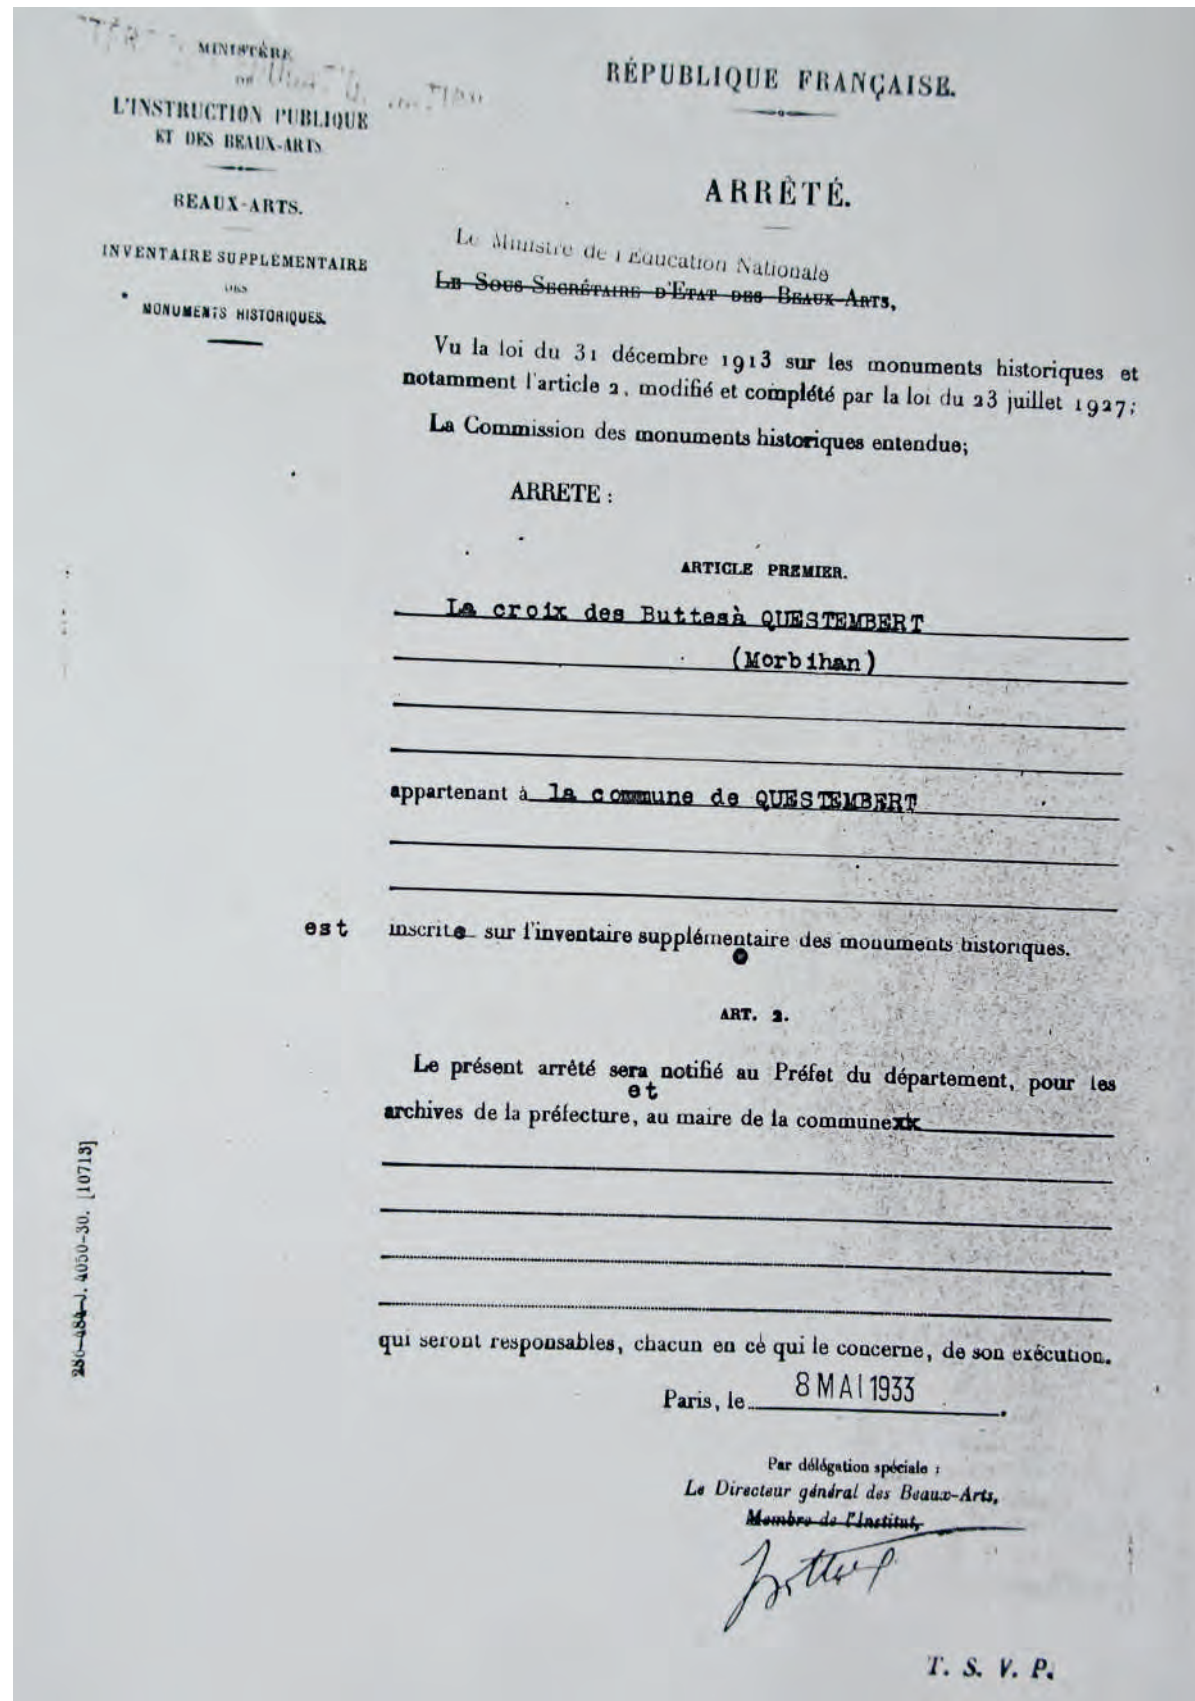 MINISTÈRE
DE
L'INSTRUCTION PUBLIQUE
ET DES BEAUX-ARTS
BEAUX-ARTS.
INVENTAIRE SUPPLÉMENTAIRE
DES
MONUMENTS HISTORIQUES.
RÉPUBLIQUE FRANÇAISE.
ARRÊTÉ.
Le Ministre de l'Éducation Nationale
LE SOUS SECRÉTAIRE D'ÉTAT DES BEAUX-ARTS,
Vu la loi du 31 décembre 1913 sur les monuments historiques et
notamment l'article 2, modifié et complété par la loi du 23 juillet 1927;
La Commission des monuments historiques entendue;
ARRETE :
ARTICLE PREMIER.
La croix des Buttesà QUESTEMBERT
(Morbihan)
appartenant à la commune de QUESTEMBERT
est inscrite sur l'inventaire supplémentaire des monuments historiques.
ART. 2.
Le présent arrêté sera notifié au Préfet du département, pour les
et
archives de la préfecture, au maire de la commune
qui seront responsables, chacun en ce qui le concerne, de son exécution.
Paris, le 8 MAI 1933.
Par délégation spéciale :
Le Directeur général des Beaux-Arts,
Membre de l'Institut,
T. S. V. P.
J. 4050-30. [10713]